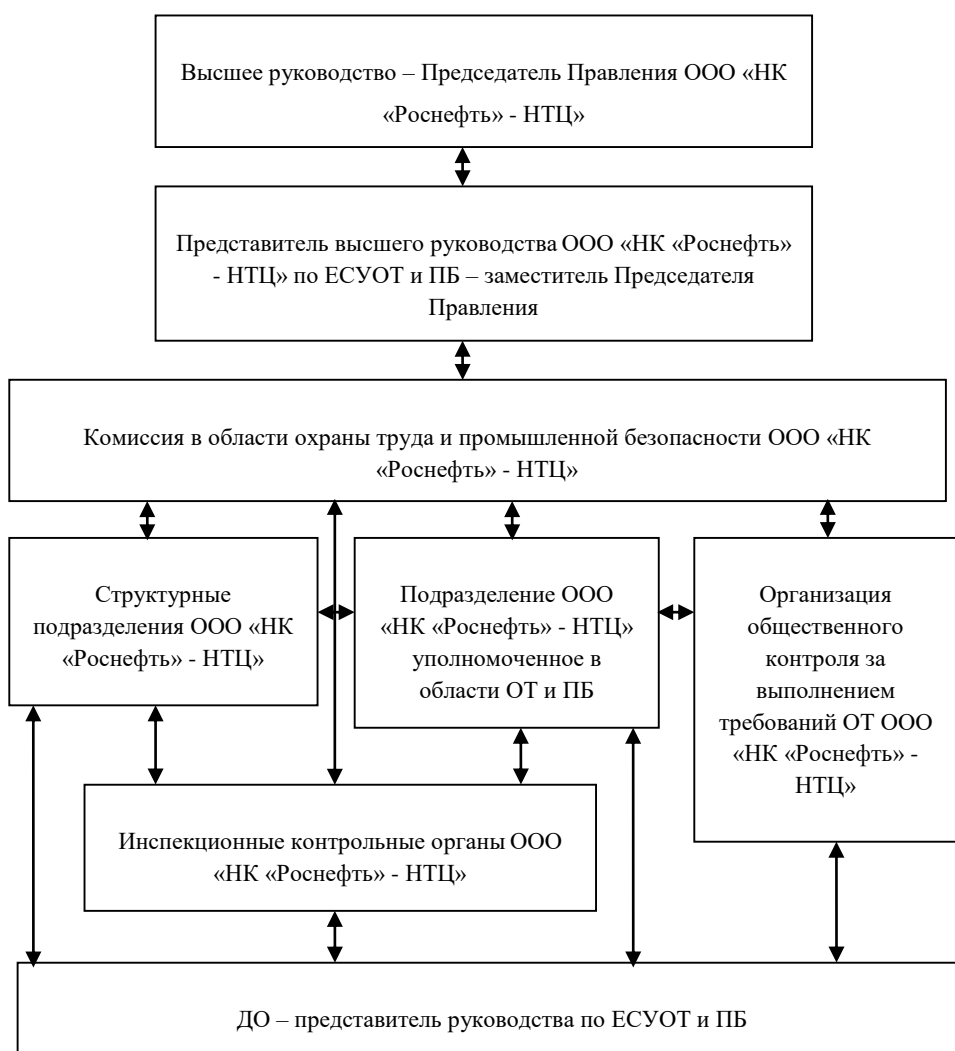 Высшее руководство – Председатель Правления ООО «НК
«Роснефть» - НТЦ»
Представитель высшего руководства ООО «НК «Роснефть»
- НТЦ» по ЕСУОТ и ПБ – заместитель Председателя
Правления
Комиссия в области охраны труда и промышленной безопасности ООО «НК
«Роснефть» - НТЦ»
Структурные
подразделения ООО «НК
«Роснефть» - НТЦ»
Подразделение ООО
«НК «Роснефть» - НТЦ»
уполномоченное в
области ОТ и ПБ
Организация
общественного
контроля за
выполнением
требований ОТ ООО
«НК «Роснефть» -
НТЦ»
Инспекционные контрольные органы ООО
«НК «Роснефть» - НТЦ»
ДО – представитель руководства по ЕСУОТ и ПБ